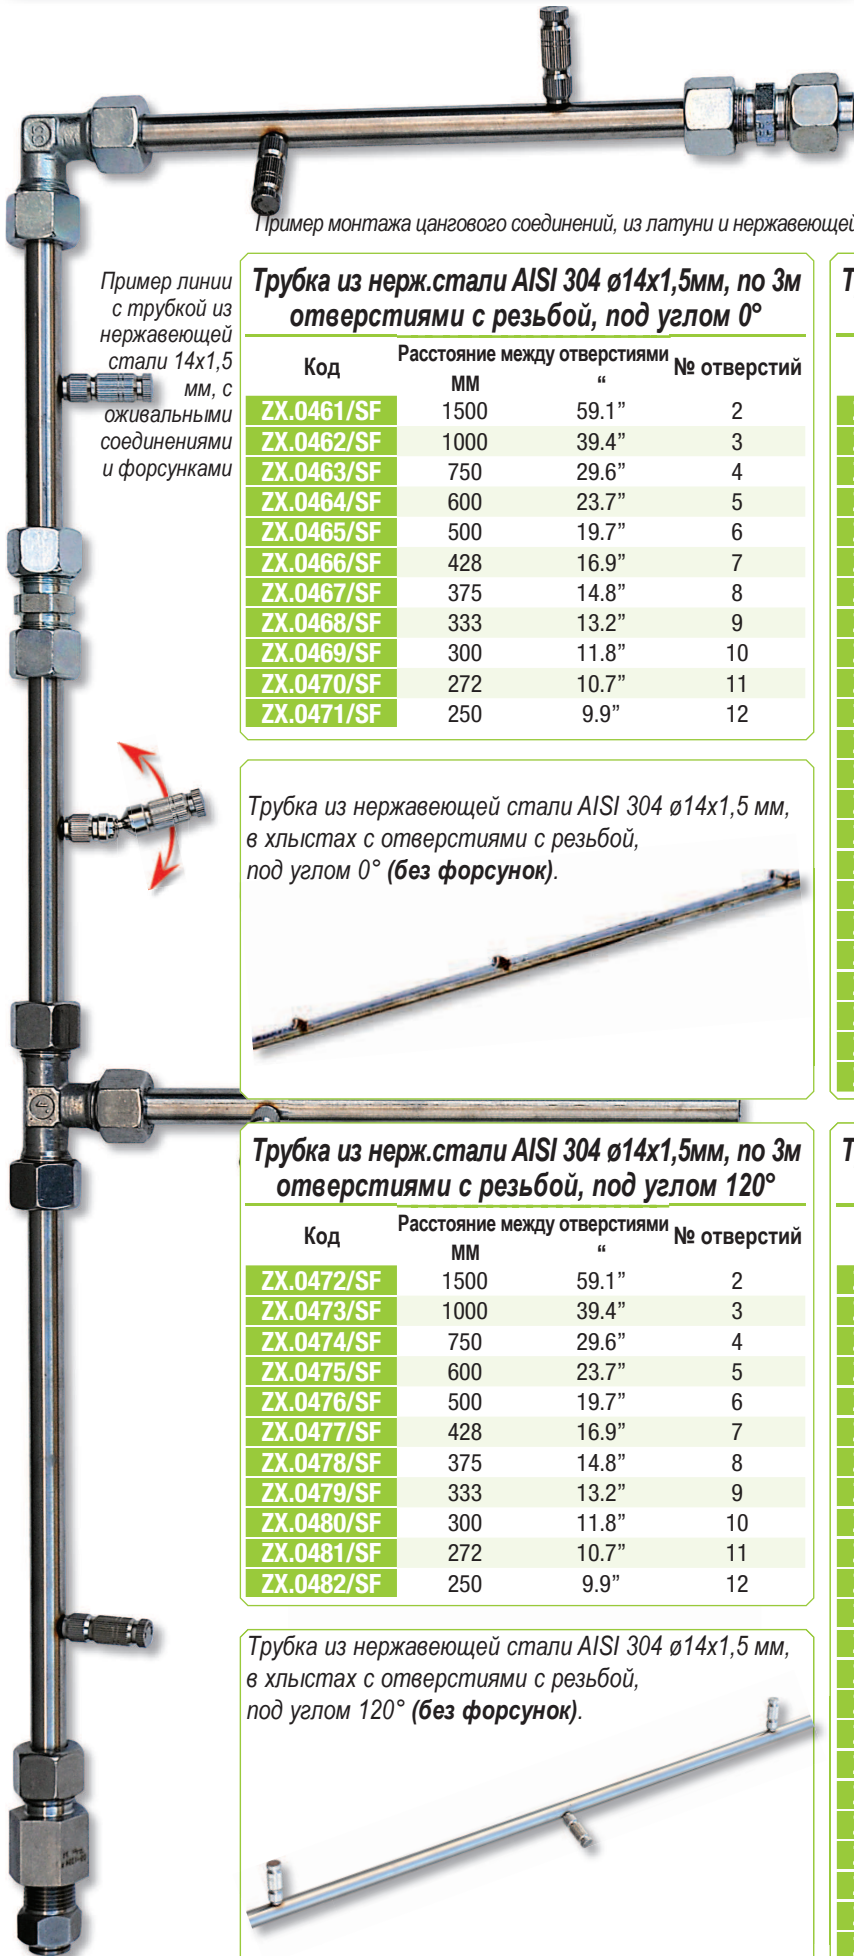 Пример монтажа цангового соединений, из латуни и нержавеющей
Пример линии
с трубкой из
нержавеющей
стали 14x1,5
мм, с
оживальными
соединениями
и форсунками
Трубка из нерж.стали AISI 304 ø14x1,5мм, по 3м
отверстиями с резьбой, под углом 0°
Код Расстояние между отверстиями № отверстий
ММ “
ZX.0461/SF 1500 59.1” 2
ZX.0462/SF 1000 39.4” 3
ZX.0463/SF 750 29.6” 4
ZX.0464/SF 600 23.7” 5
ZX.0465/SF 500 19.7” 6
ZX.0466/SF 428 16.9” 7
ZX.0467/SF 375 14.8” 8
ZX.0468/SF 333 13.2” 9
ZX.0469/SF 300 11.8” 10
ZX.0470/SF 272 10.7” 11
ZX.0471/SF 250 9.9” 12
Трубка из нержавеющей стали AISI 304 ø14x1,5 мм,
в хлыстах с отверстиями с резьбой,
под углом 0° (без форсунок).
Трубка из нерж.стали AISI 304 ø14x1,5мм, по 3м
отверстиями с резьбой, под углом 120°
Код Расстояние между отверстиями № отверстий
ММ “
ZX.0472/SF 1500 59.1” 2
ZX.0473/SF 1000 39.4” 3
ZX.0474/SF 750 29.6” 4
ZX.0475/SF 600 23.7” 5
ZX.0476/SF 500 19.7” 6
ZX.0477/SF 428 16.9” 7
ZX.0478/SF 375 14.8” 8
ZX.0479/SF 333 13.2” 9
ZX.0480/SF 300 11.8” 10
ZX.0481/SF 272 10.7” 11
ZX.0482/SF 250 9.9” 12
Трубка из нержавеющей стали AISI 304 ø14x1,5 мм,
в хлыстах с отверстиями с резьбой,
под углом 120° (без форсунок).